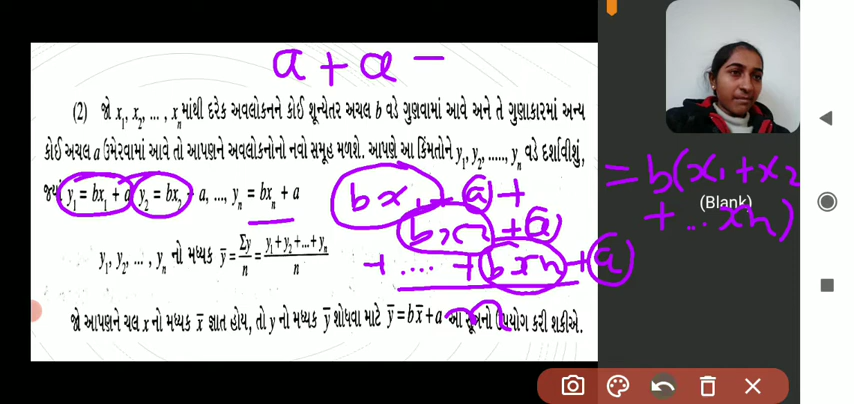 a + a =
(2) જો x₁, x₂, ... , xₙ માંથી દરેક અવલોકનને કોઈ શૂન્યેતર અચલ b વડે ગુણવામાં આવે અને તે ગુણાકારમાં અન્ય
કોઈ અચલ a ઉમેરવામાં આવે તો આપણને અવલોકનોનો નવો સમૂહ મળશે. આપણે આ કિંમતોને y₁, y₂, ......, yₙ વડે દર્શાવીશું,
જ્યાં y₁ = bx₁ + a, y₂ = bx₂ + a, ..., yₙ = bxₙ + a
bx₁ + a +
bx₂ + a
+ .... + bxn + a
= b(x₁ + x₂
(Blank)
+ ... xn)
y₁, y₂, ... , yₙ નો મધ્યક ȳ = Σy/n = (y₁ + y₂ + ... + yₙ)/n
જો આપણને ચલ x નો મધ્યક x̄ જ્ઞાત હોય, તો y નો મધ્યક ȳ શોધવા માટે ȳ = bx̄ + a આ સૂત્રનો ઉપયોગ કરી શકીએ.